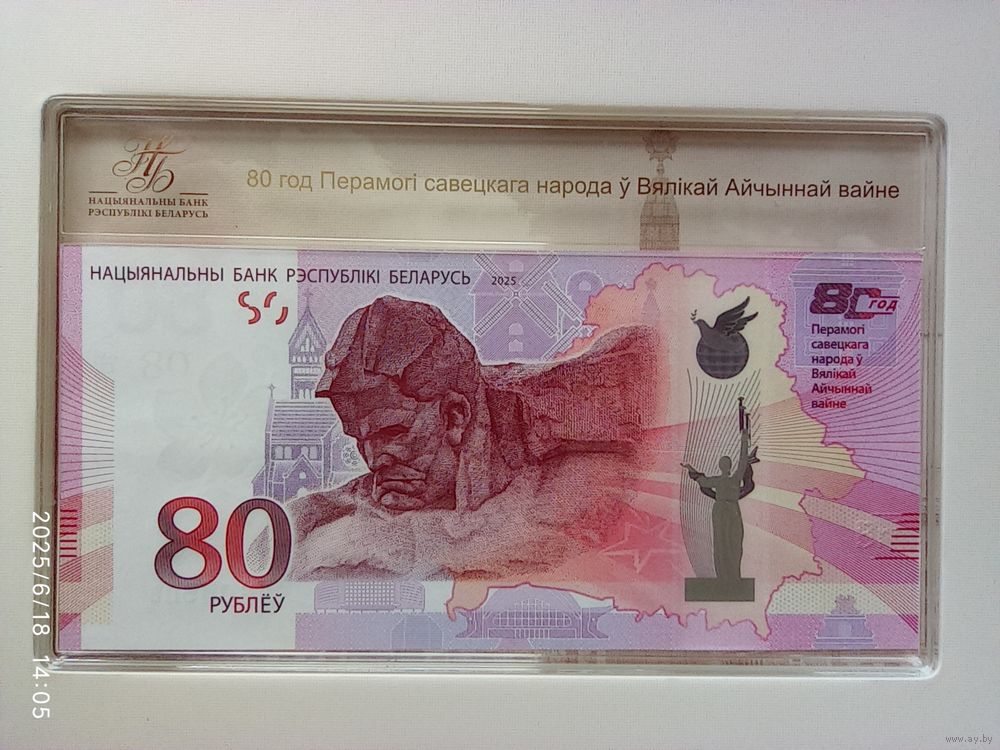 НАЦЫЯНАЛЬНЫ БАНК
РЭСПУБЛІКІ БЕЛАРУСЬ
80 год Перамогі савецкага народа ў Вялікай Айчыннай вайне
НАЦЫЯНАЛЬНЫ БАНК РЭСПУБЛІКІ БЕЛАРУСЬ 2025
80 год
Перамогі
савецкага
народа ў
Вялікай
Айчыннай
вайне
80
РУБЛЁЎ
2025/6/18 14:05
www.ay.by